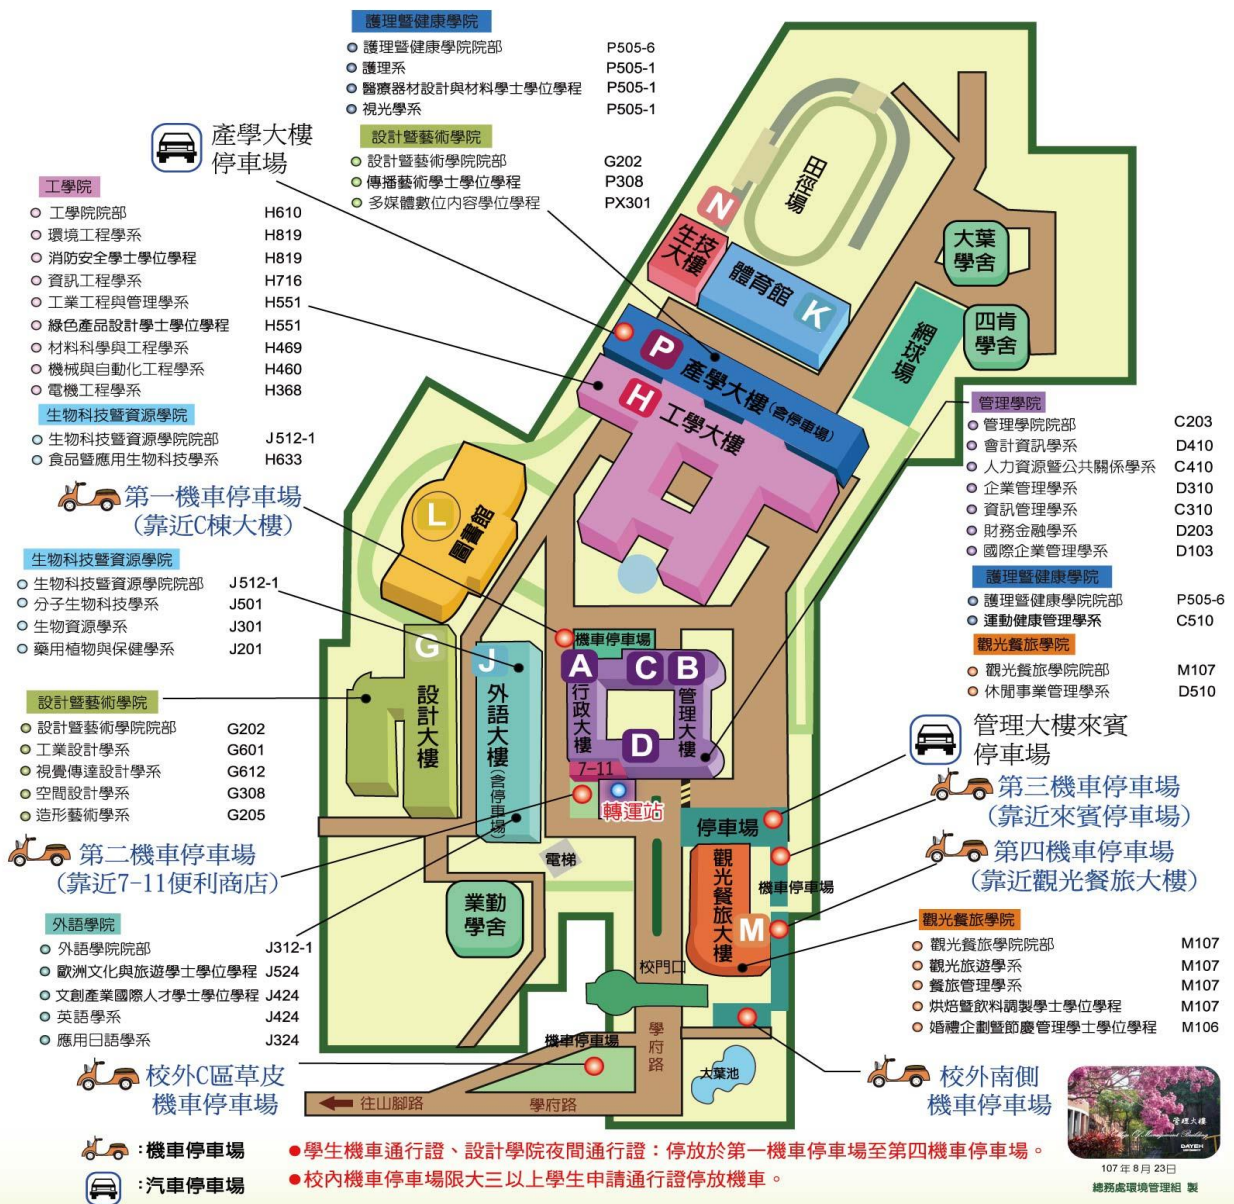 護理暨健康學院
護理暨健康學院院部 P505-6
護理系 P505-1
醫療器材設計與材料學士學位學程 P505-1
視光學系 P505-1
設計暨藝術學院
設計暨藝術學院院部 G202
傳播藝術學士學位學程 P308
多媒體數位內容學位學程 PX301
產學大樓
停車場
工學院
工學院院部 H610
環境工程學系 H819
消防安全學士學位學程 H819
資訊工程學系 H716
工業工程與管理學系 H551
綠色產品設計學士學位學程 H551
材料科學與工程學系 H469
機械與自動化工程學系 H460
電機工程學系 H368
生物科技暨資源學院
生物科技暨資源學院院部 J512-1
食品暨應用生物科技學系 H633
第一機車停車場
(靠近C棟大樓)
生物科技暨資源學院
生物科技暨資源學院院部 J512-1
分子生物科技學系 J501
生物資源學系 J301
藥用植物與保健學系 J201
設計暨藝術學院
設計暨藝術學院院部 G202
工業設計學系 G601
視覺傳達設計學系 G612
空間設計學系 G308
造形藝術學系 G205
第二機車停車場
(靠近7-11便利商店)
外語學院
外語學院院部 J312-1
歐洲文化與旅遊學士學位學程 J524
文創產業國際人才學士學位學程 J424
英語學系 J424
應用日語學系 J324
校外C區草皮
機車停車場
田徑場
N
生技大樓
體育館
K
大葉學舍
四肯學舍
網球場
P
產學大樓(含停車場)
H
工學大樓
L
圖書館
G
設計大樓
J
外語大樓(含停車場)
機車停車場
A
行政大樓
C
B
管理大樓
D
7-11
轉運站
停車場
電梯
業勤學舍
觀光餐旅大樓
M
機車停車場
校門口
學府路
機車停車場
大葉池
往山腳路
學府路
管理學院
管理學院院部 C203
會計資訊學系 D410
人力資源暨公共關係學系 C410
企業管理學系 D310
資訊管理學系 C310
財務金融學系 D203
國際企業管理學系 D103
護理暨健康學院
護理暨健康學院院部 P505-6
運動健康管理學系 C510
觀光餐旅學院
觀光餐旅學院院部 M107
休閒事業管理學系 D510
管理大樓來賓
停車場
第三機車停車場
(靠近來賓停車場)
第四機車停車場
(靠近觀光餐旅大樓)
觀光餐旅學院
觀光餐旅學院院部 M107
觀光旅遊學系 M107
餐旅管理學系 M107
烘焙暨飲料調製學士學位學程 M107
婚禮企劃暨節慶管理學士學位學程 M106
校外南側
機車停車場
管理大樓
DAYEH
107年8月23日
總務處環境管理組 製
:機車停車場
:汽車停車場
●學生機車通行證、設計學院夜間通行證：停放於第一機車停車場至第四機車停車場。
●校內機車停車場限大三以上學生申請通行證停放機車。